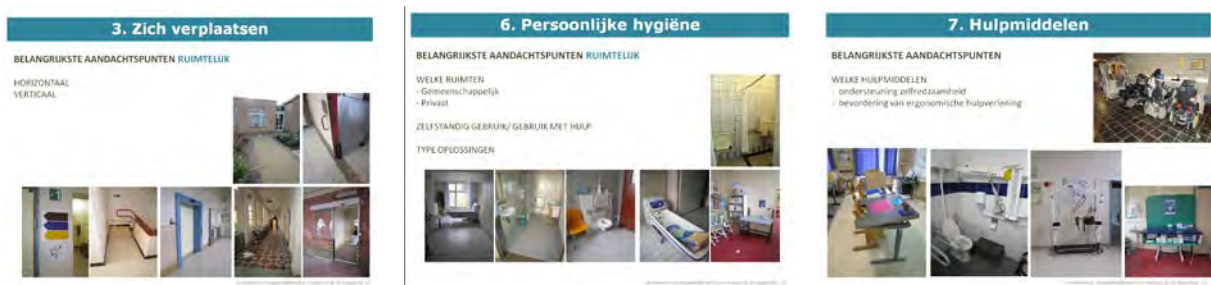 3. Zich verplaatsen
BELANGRIJKSTE AANDACHTSPUNTEN RUIMTELIJK
HORIZONTAAL
VERTICAAL
6. Persoonlijke hygiëne
BELANGRIJKSTE AANDACHTSPUNTEN RUIMTELIJK
WELKE RUIMTEN
- Gemeenschappelijk
- Privaat
ZELFSTANDIG GEBRUIK/ GEBRUIK MET HULP
TYPE OPLOSSINGEN
7. Hulpmiddelen
BELANGRIJKSTE AANDACHTSPUNTEN
WELKE HULPMIDDELEN
- ondersteuning zelfredzaamheid
- bevordering van ergonomische hulpverlening